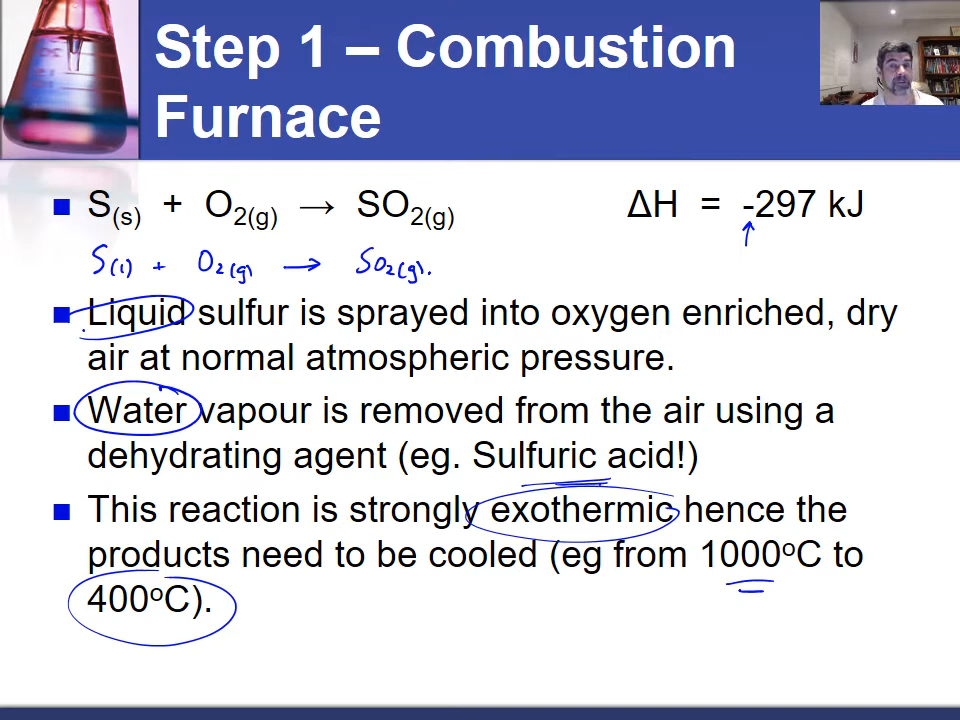 Step 1 – Combustion
Furnace
S(s) + O2(g) → SO2(g) ΔH = -297 kJ
S(l) + O2(g) → SO2(g).
Liquid sulfur is sprayed into oxygen enriched, dry
air at normal atmospheric pressure.
Water vapour is removed from the air using a
dehydrating agent (eg. Sulfuric acid!)
This reaction is strongly exothermic hence the
products need to be cooled (eg from 1000ºC to
400ºC).